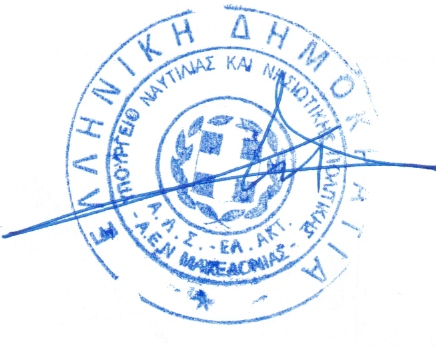 ΕΛΛΗΝΙΚΗ ΔΗΜΟΚΡΑΤΙΑ
ΥΠΟΥΡΓΕΙΟ ΝΑΥΤΙΛΙΑΣ ΚΑΙ ΝΗΣΙΩΤΙΚΗΣ ΠΟΛΙΤΙΚΗΣ
Α.Λ.Σ.-ΕΛ.ΑΚΤ.
-Α.Ε.Ν ΜΑΚΕΔΟΝΙΑΣ-